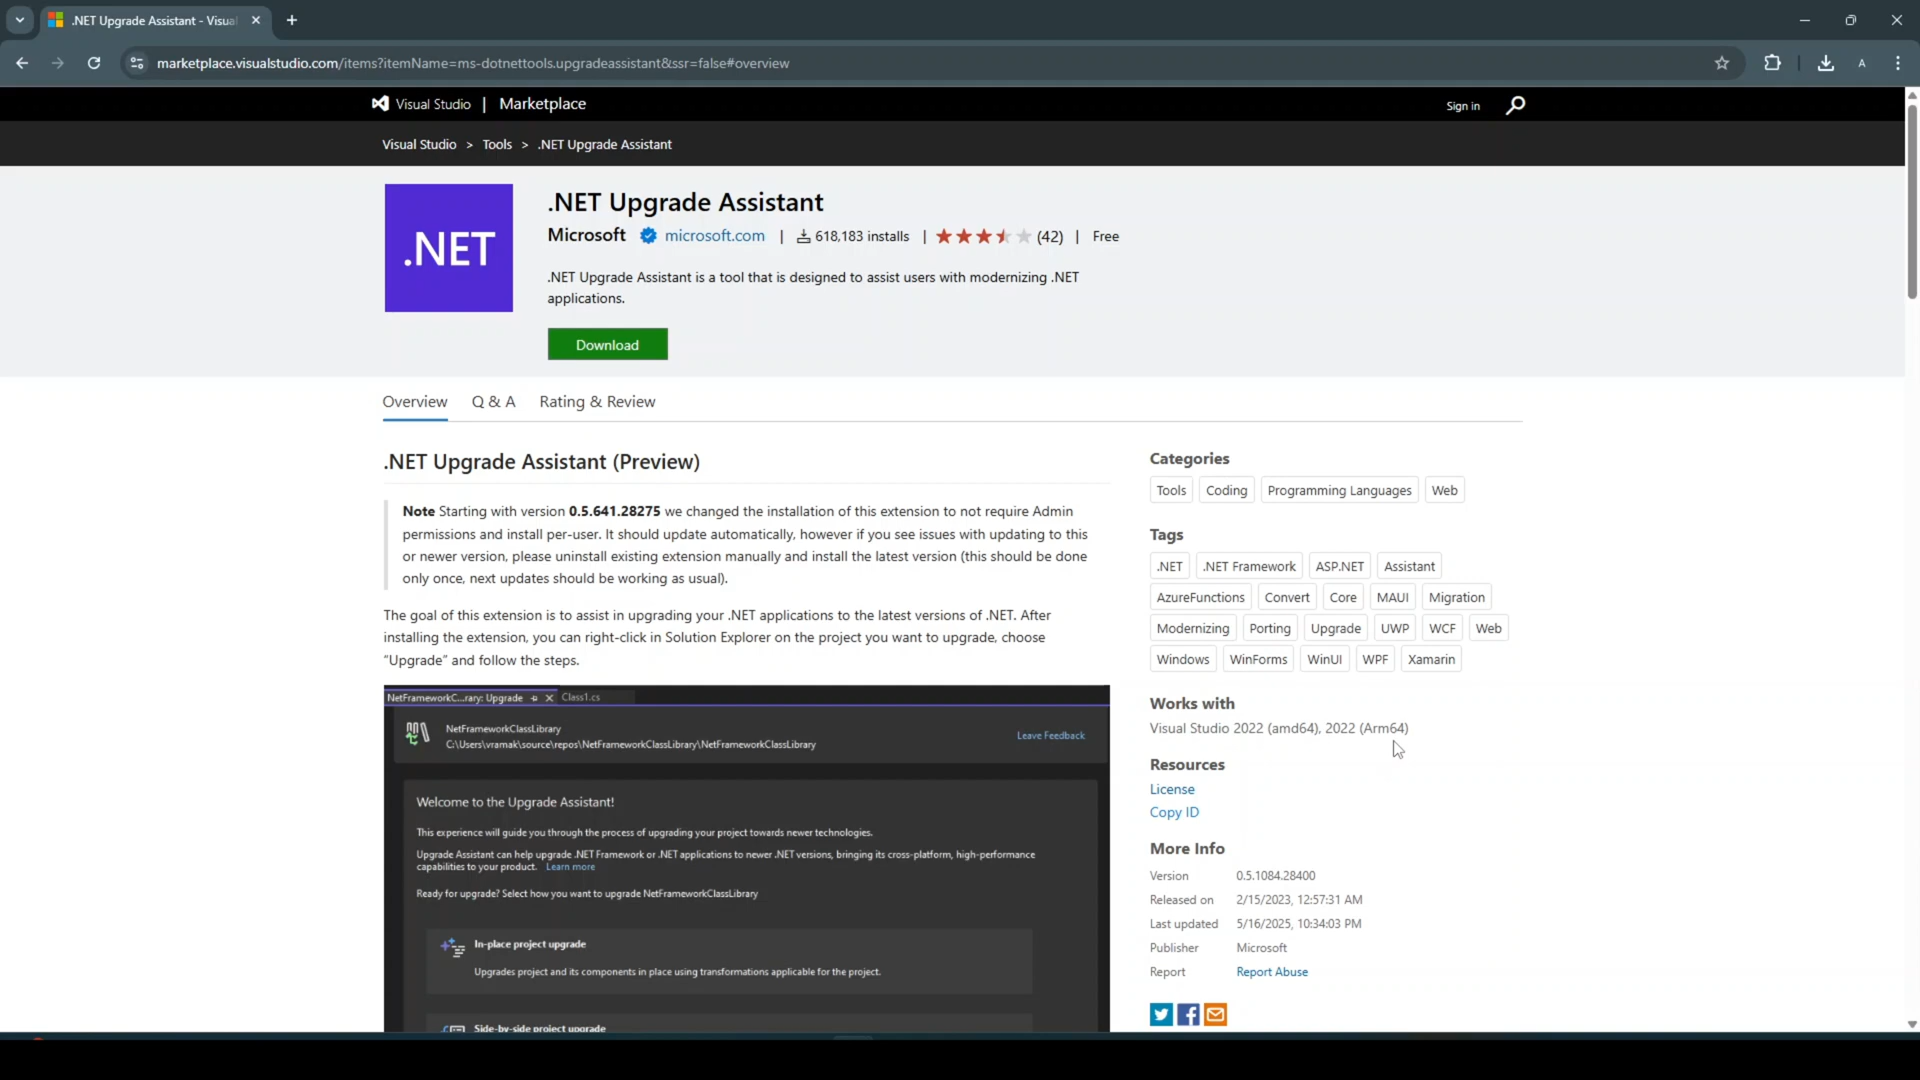 .NET Upgrade Assistant - Visual
marketplace.visualstudio.com/items?itemName=ms-dotnettools.upgradeassistant&ssr=false#overview
A
Visual Studio | Marketplace
Sign in
Visual Studio > Tools > .NET Upgrade Assistant
.NET
.NET Upgrade Assistant
Microsoft microsoft.com | 618,183 installs | (42) | Free
.NET Upgrade Assistant is a tool that is designed to assist users with modernizing .NET
applications.
Download
Overview Q & A Rating & Review
.NET Upgrade Assistant (Preview)
Note Starting with version 0.5.641.28275 we changed the installation of this extension to not require Admin
permissions and install per-user. It should update automatically, however if you see issues with updating to this
or newer version, please uninstall existing extension manually and install the latest version (this should be done
only once, next updates should be working as usual).
The goal of this extension is to assist in upgrading your .NET applications to the latest versions of .NET. After
installing the extension, you can right-click in Solution Explorer on the project you want to upgrade, choose
“Upgrade” and follow the steps.
NetFrameworkC...rary: Upgrade Class1.cs
NetFrameworkClassLibrary
C:\Users\vramak\source\repos\NetFrameworkClassLibrary\NetFrameworkClassLibrary
Leave Feedback
Welcome to the Upgrade Assistant!
This experience will guide you through the process of upgrading your project towards newer technologies.
Upgrade Assistant can help upgrade .NET Framework or .NET applications to newer .NET versions, bringing its cross-platform, high-performance
capabilities to your product. Learn more
Ready for upgrade? Select how you want to upgrade NetFrameworkClassLibrary
In-place project upgrade
Upgrades project and its components in place using transformations applicable for the project.
Side-by-side project upgrade
Categories
Tools Coding Programming Languages Web
Tags
.NET .NET Framework ASP.NET Assistant
AzureFunctions Convert Core MAUI Migration
Modernizing Porting Upgrade UWP WCF Web
Windows WinForms WinUI WPF Xamarin
Works with
Visual Studio 2022 (amd64), 2022 (Arm64)
Resources
License
Copy ID
More Info
Version 0.5.1084.28400
Released on 2/15/2023, 12:57:31 AM
Last updated 5/16/2025, 10:34:03 PM
Publisher Microsoft
Report Report Abuse